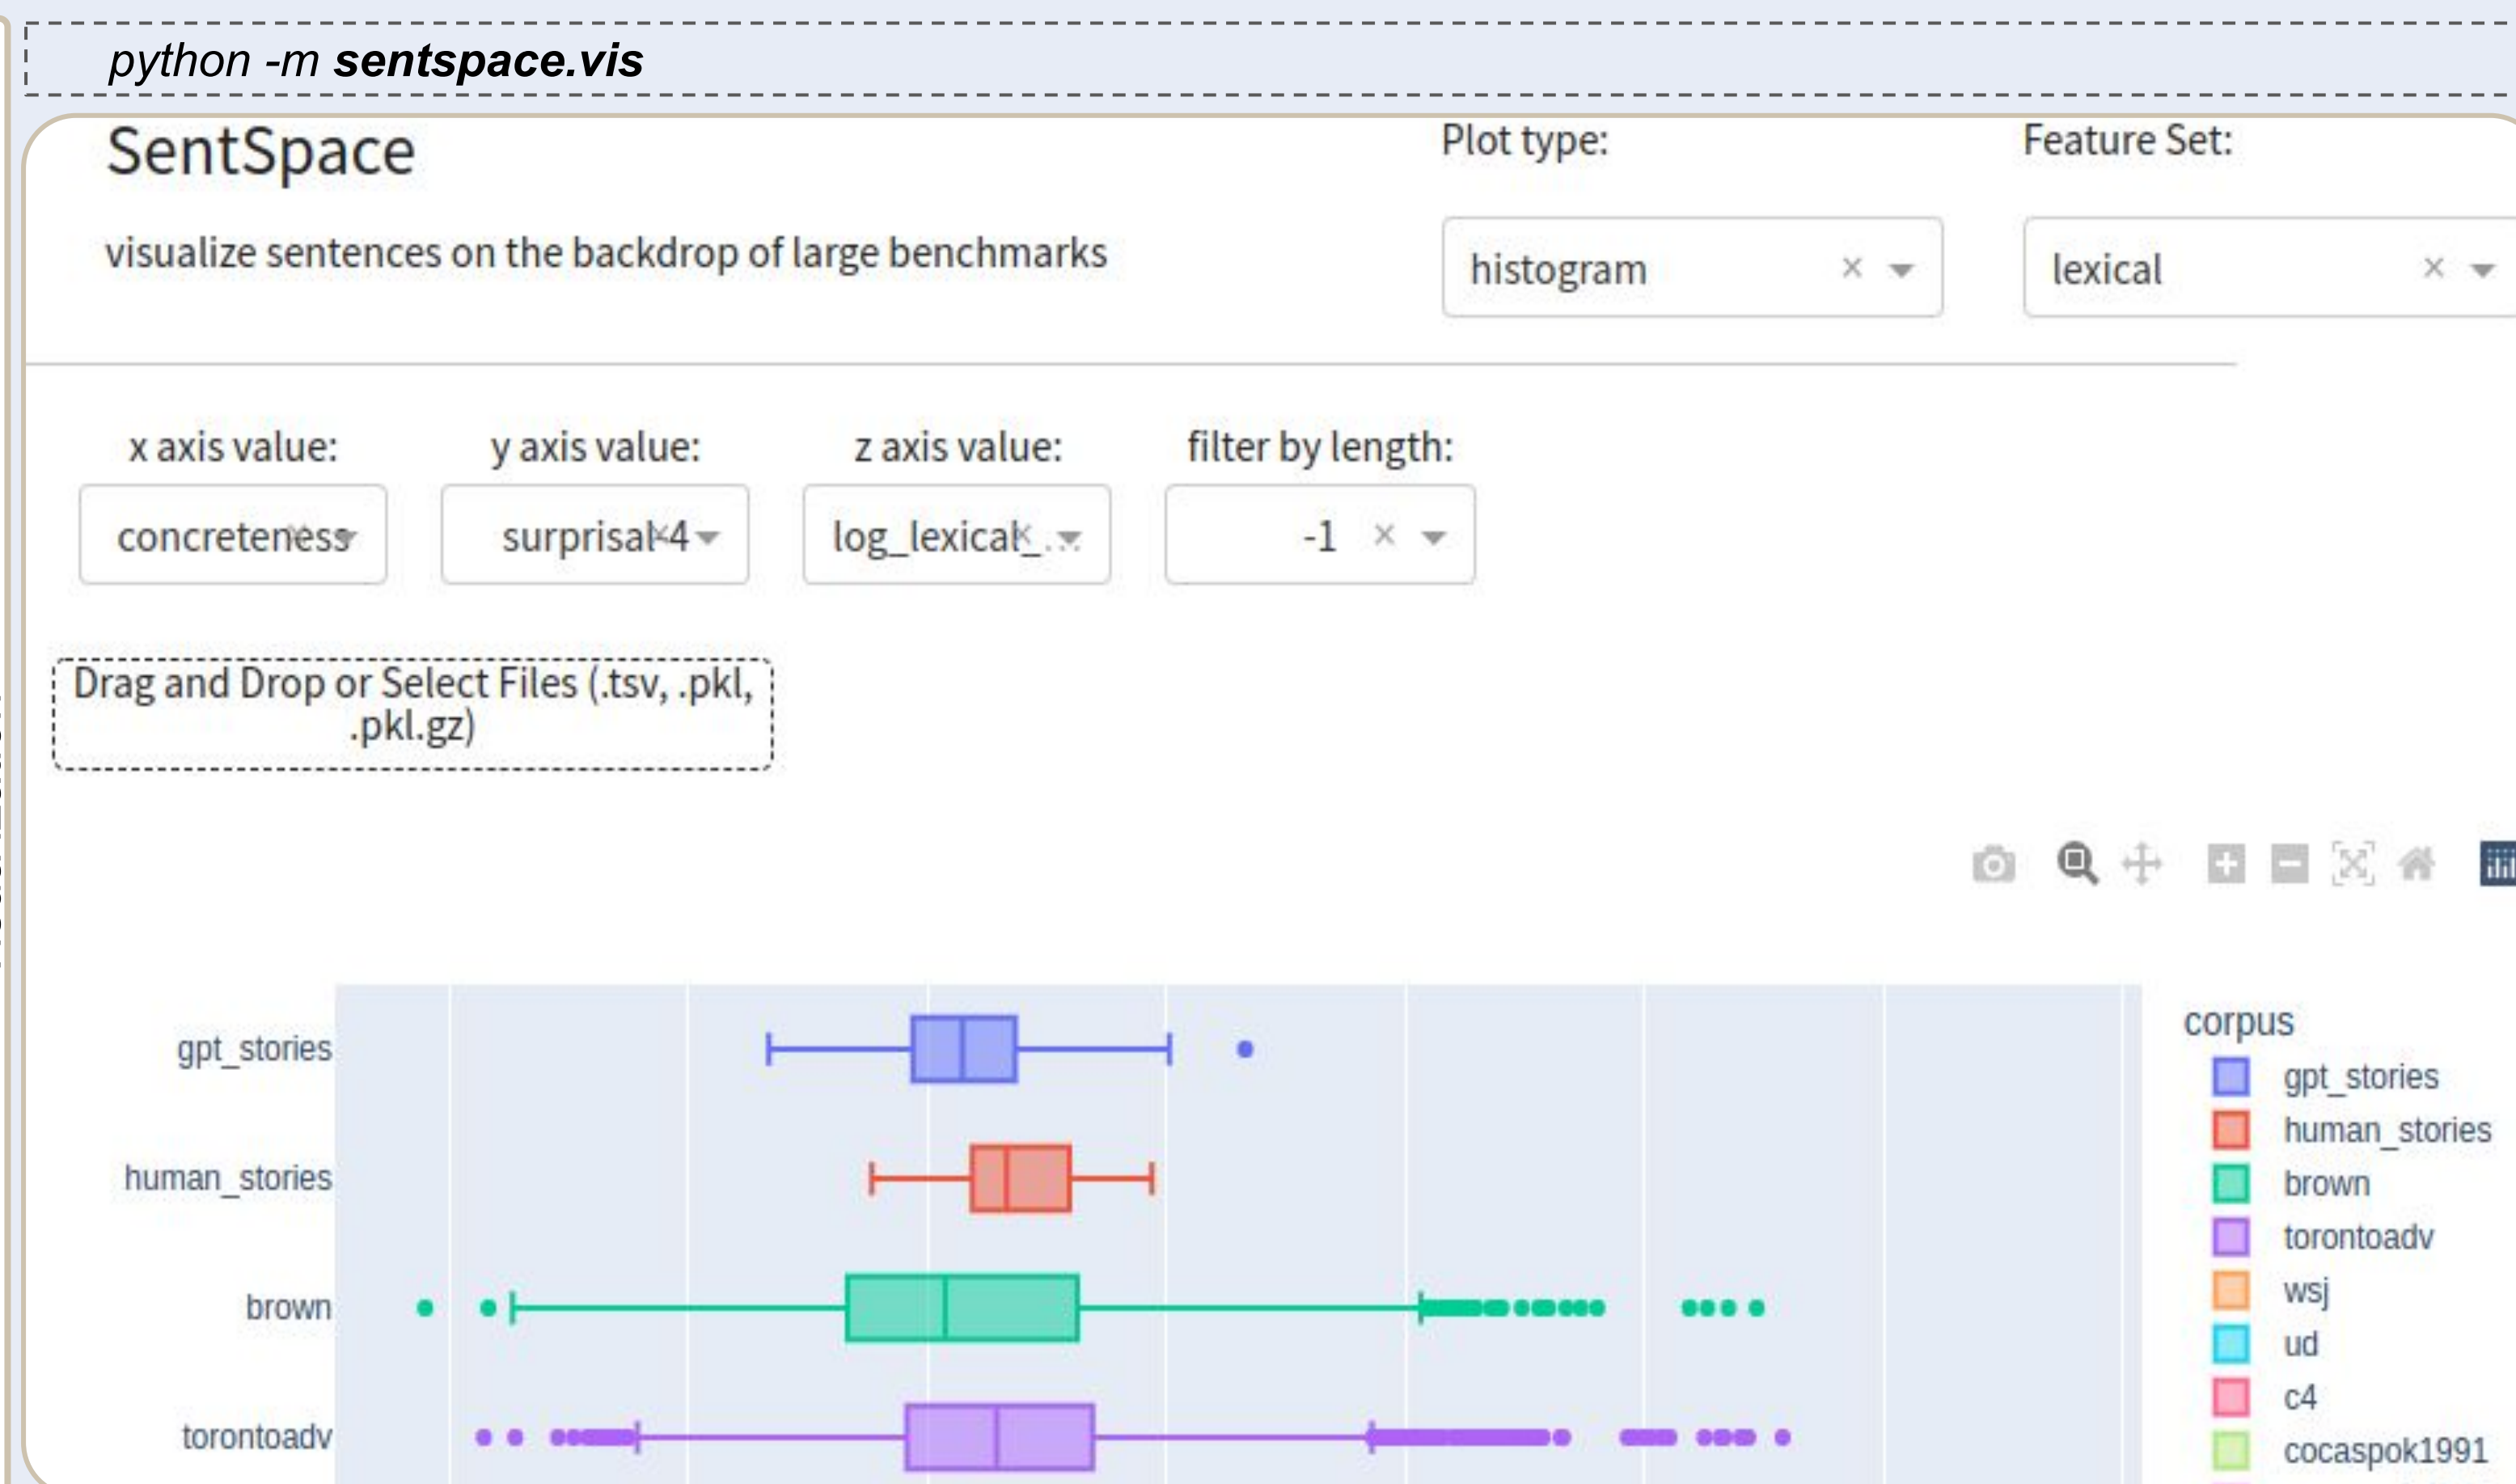 python -m sentspace.vis
SentSpace
Plot type:
Feature Set:
visualize sentences on the backdrop of large benchmarks
histogram
lexical
x axis value:
y axis value:
z axis value:
filter by length:
concreteness
surprisal-4
log_lexical_...
-1
Drag and Drop or Select Files (.tsv, .pkl,
.pkl.gz)
gpt_stories
human_stories
brown
torontoadv
corpus
gpt_stories
human_stories
brown
torontoadv
wsj
ud
c4
cocaspok1991